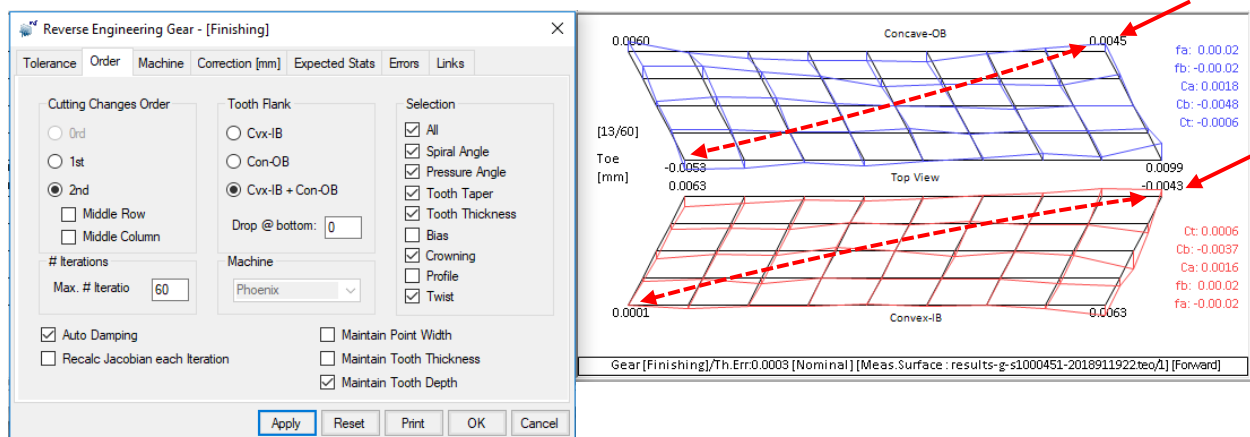 Reverse Engineering Gear - [Finishing]
Tolerance Order Machine Correction [mm] Expected Stats Errors Links
Cutting Changes Order
0rd
1st
2nd
Middle Row
Middle Column
Tooth Flank
Cvx-IB
Con-OB
Cvx-IB + Con-OB
Drop @ bottom: 0
Selection
All
Spiral Angle
Pressure Angle
Tooth Taper
Tooth Thickness
Bias
Crowning
Profile
Twist
# Iterations
Max. # Iteratio 60
Machine
Phoenix
Auto Damping
Recalc Jacobian each Iteration
Maintain Point Width
Maintain Tooth Thickness
Maintain Tooth Depth
Apply Reset Print OK Cancel
Concave-OB
0.0060 0.0045
fa: 0.00.02
fb: -0.00.02
Ca: 0.0018
Cb: -0.0048
Ct: -0.0006
[13/60]
Toe
[mm]
-0.0053 0.0099
Top View
0.0063 -0.0043
Ct: 0.0006
Cb: -0.0037
Ca: 0.0016
fb: 0.00.02
fa: -0.00.02
0.0001 0.0063
Convex-IB
Gear [Finishing]/Th.Err:0.0003 [Nominal] [Meas.Surface : results-g-s1000451-2018911922.teo/1] [Forward]